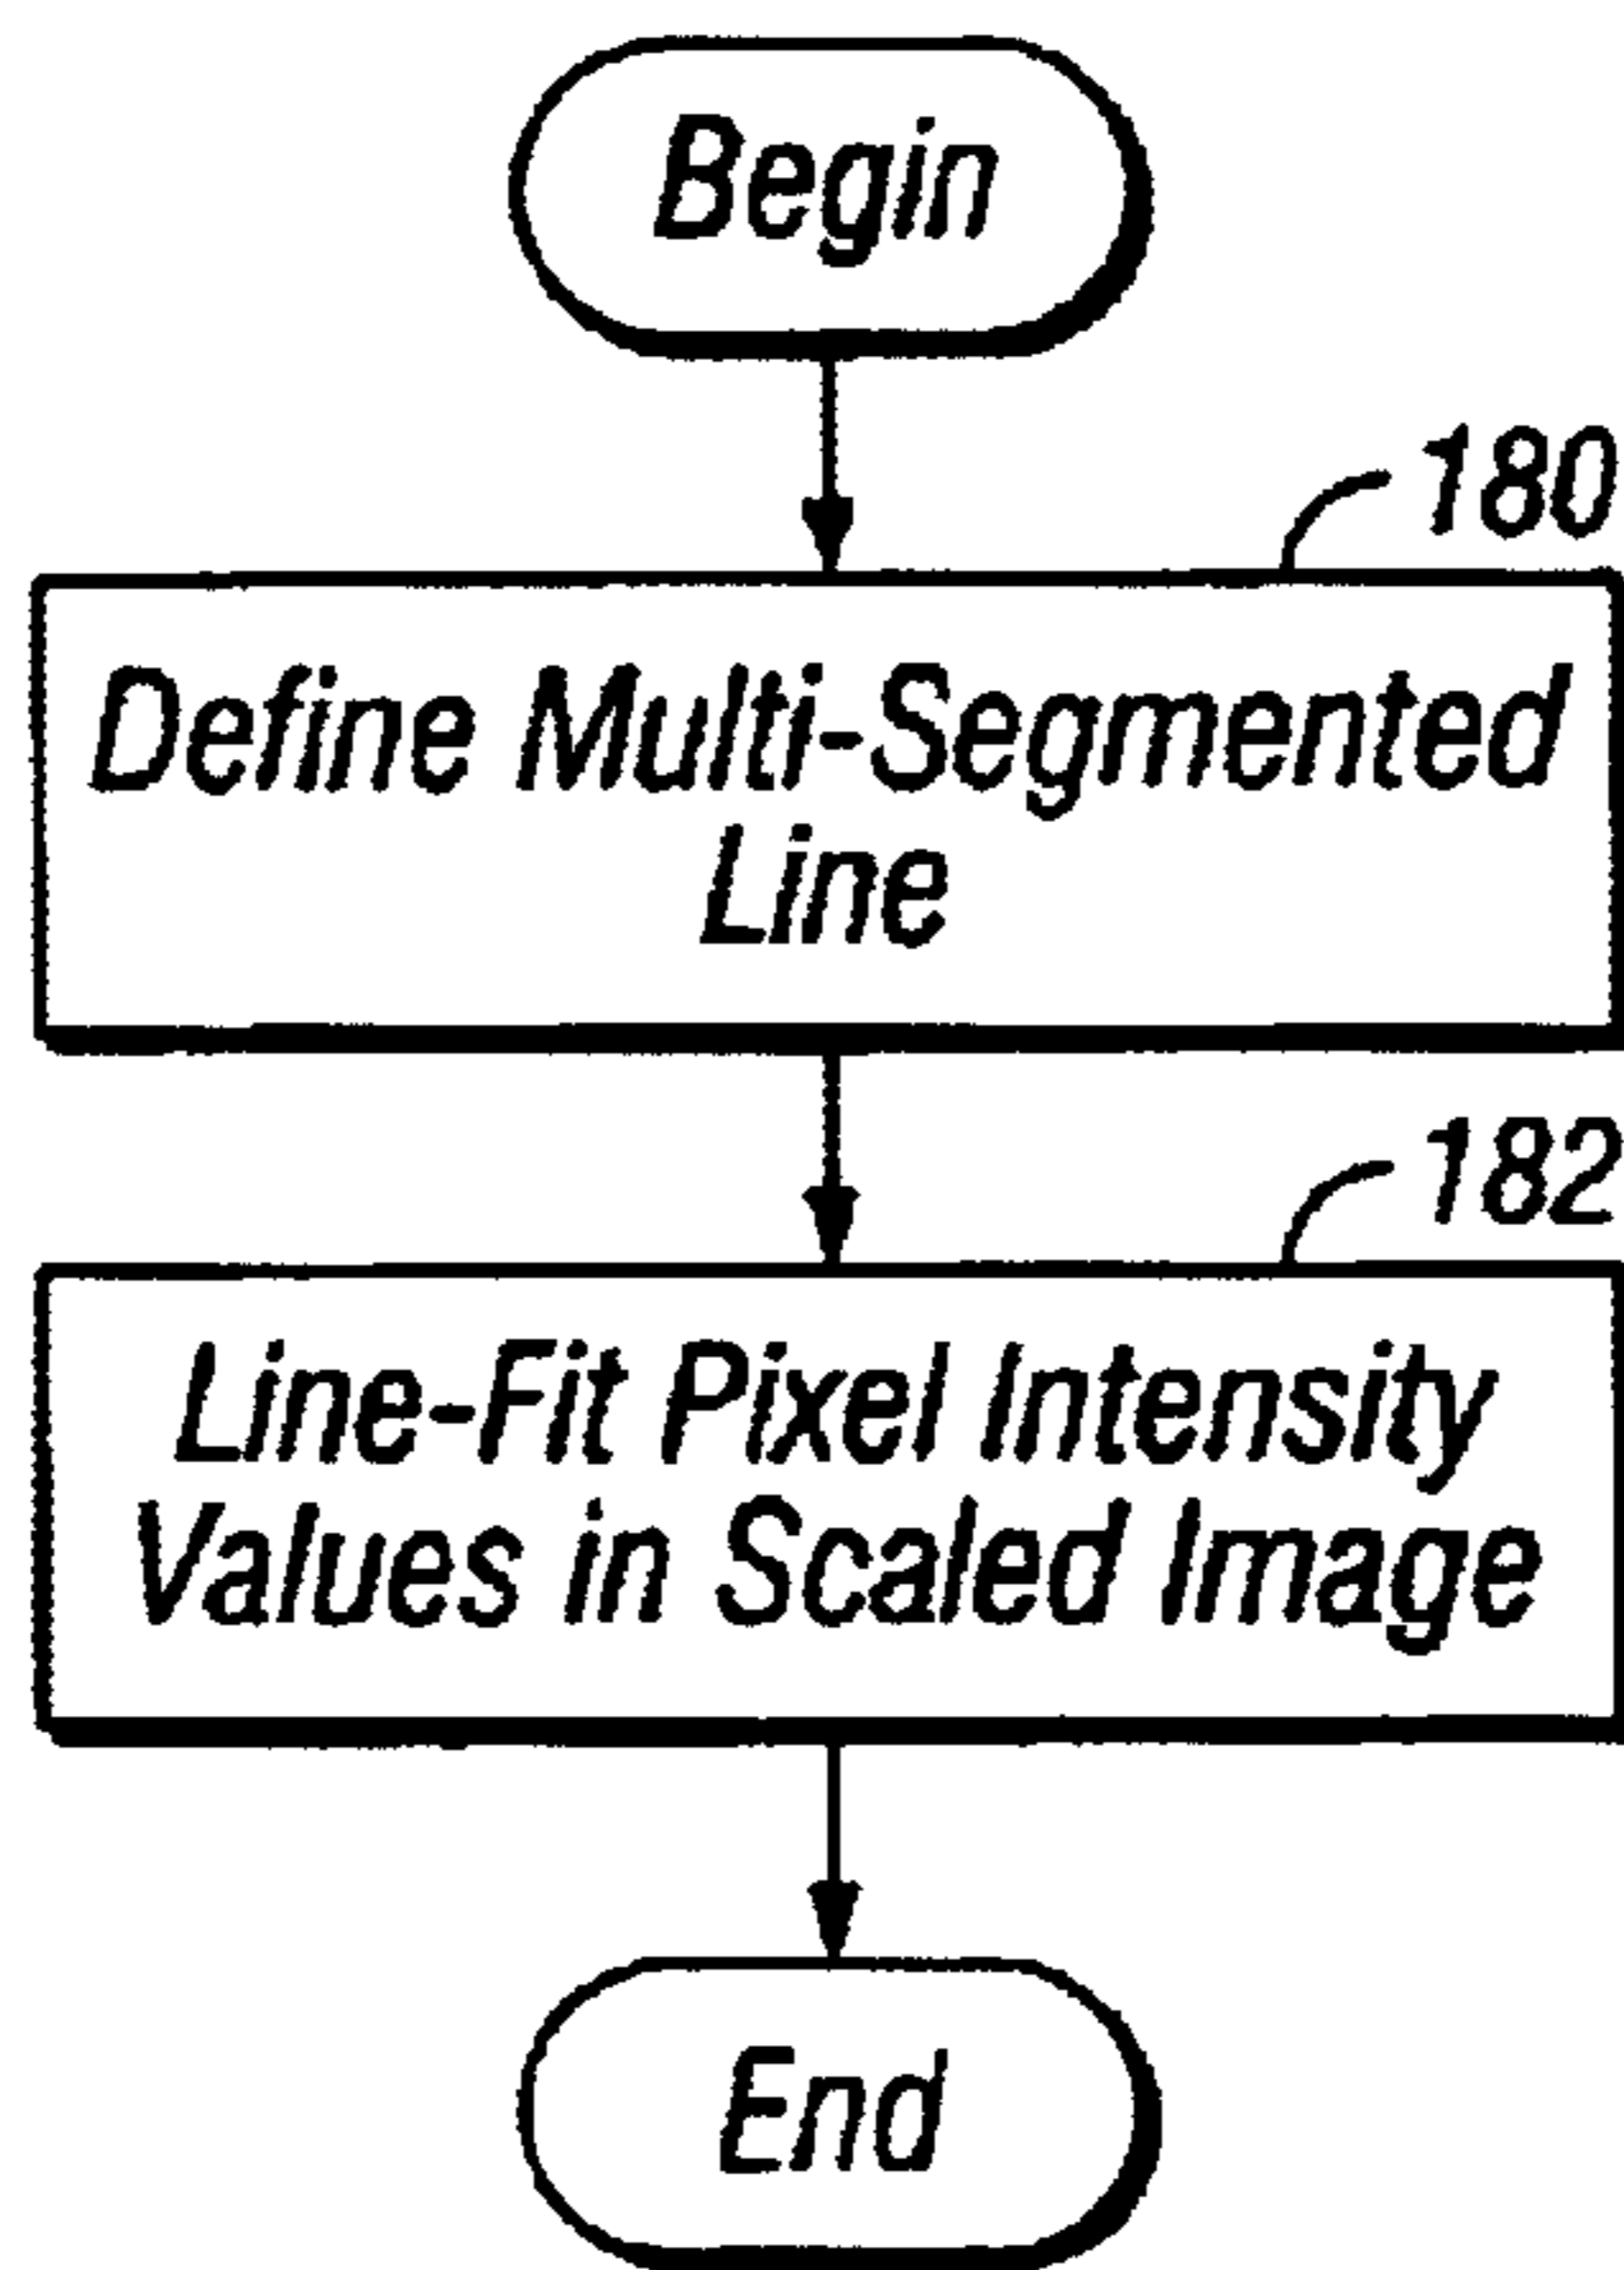 Begin
180
Define Multi-Segmented
Line
182
Line-Fit Pixel Intensity
Values in Scaled Image
End